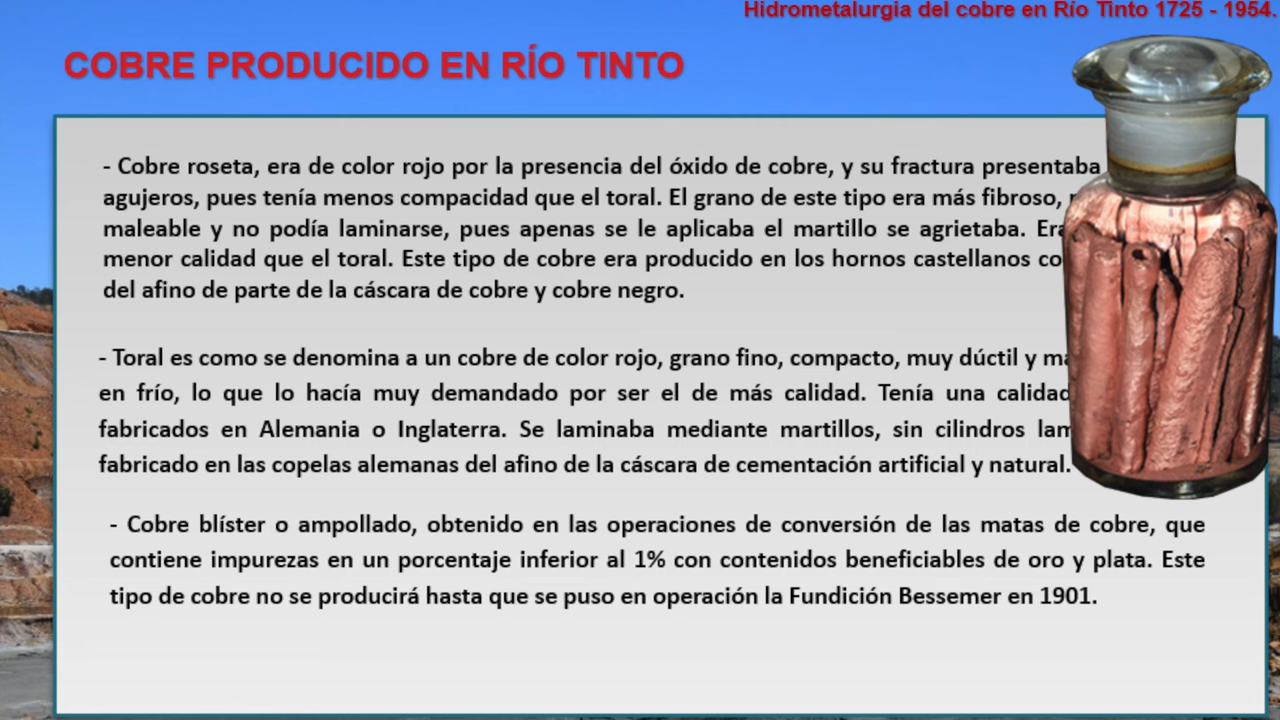 Hidrometalurgia del cobre en Río Tinto 1725 - 1954.
COBRE PRODUCIDO EN RÍO TINTO
- Cobre roseta, era de color rojo por la presencia del óxido de cobre, y su fractura presentaba
agujeros, pues tenía menos compacidad que el toral. El grano de este tipo era más fibroso,
maleable y no podía laminarse, pues apenas se le aplicaba el martillo se agrietaba.
menor calidad que el toral. Este tipo de cobre era producido en los hornos castellanos
del afino de parte de la cáscara de cobre y cobre negro.
- Toral es como se denomina a un cobre de color rojo, grano fino, compacto, muy dúctil y
en frío, lo que lo hacía muy demandado por ser el de más calidad. Tenía una calidad
fabricados en Alemania o Inglaterra. Se laminaba mediante martillos, sin cilindros
fabricado en las copelas alemanas del afino de la cáscara de cementación artificial y natural.
- Cobre blíster o ampollado, obtenido en las operaciones de conversión de las matas de cobre, que
contiene impurezas en un porcentaje inferior al 1% con contenidos beneficiables de oro y plata. Este
tipo de cobre no se producirá hasta que se puso en operación la Fundición Bessemer en 1901.